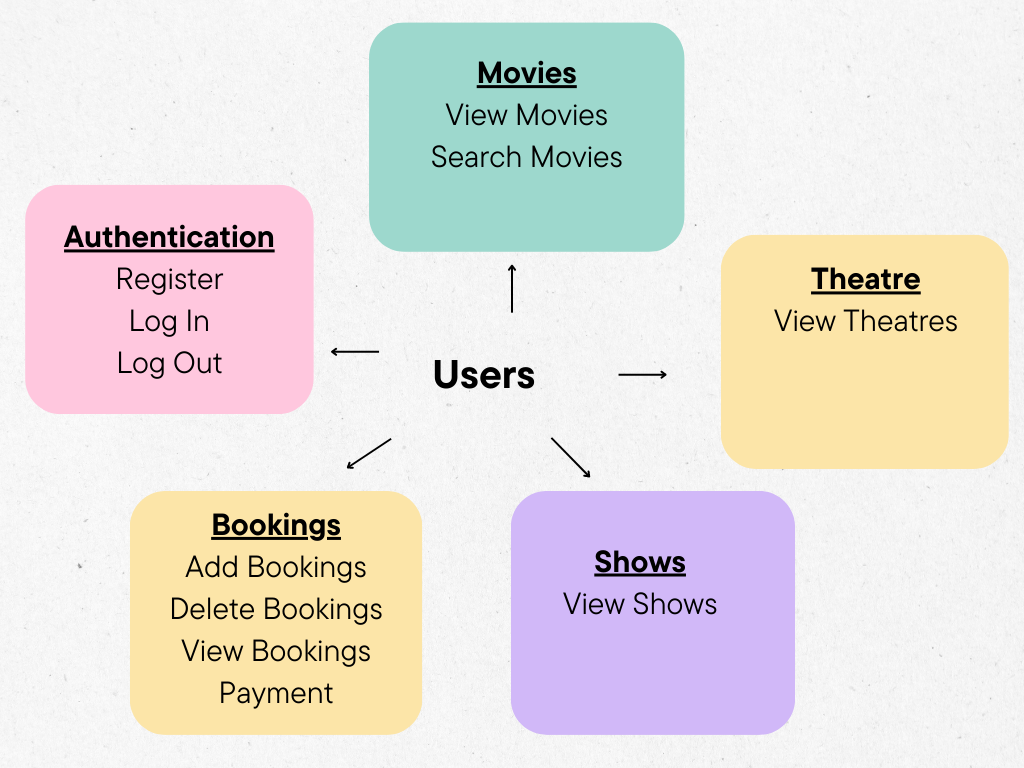 Movies
View Movies
Search Movies
Authentication
Register
Log In
Log Out
Theatre
View Theatres
Users
Bookings
Add Bookings
Delete Bookings
View Bookings
Payment
Shows
View Shows